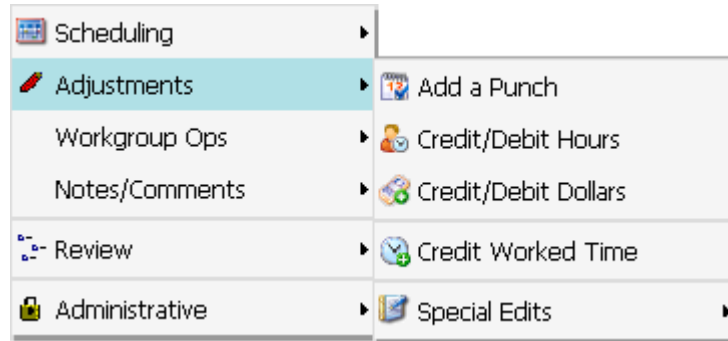 Scheduling
Adjustments
Workgroup Ops
Notes/Comments
Review
Administrative
Add a Punch
Credit/Debit Hours
Credit/Debit Dollars
Credit Worked Time
Special Edits